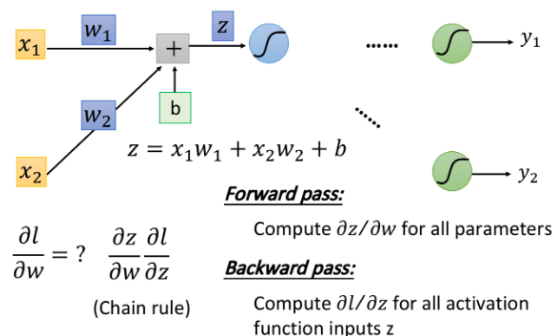 x₁ w₁ + z ...... y₁
b
w₂
z = x₁w₁ + x₂w₂ + b
x₂ ...... y₂
Forward pass:
Compute ∂z/∂w for all parameters
∂l/∂w = ? ∂z/∂w ∂l/∂z
(Chain rule)
Backward pass:
Compute ∂l/∂z for all activation
function inputs z